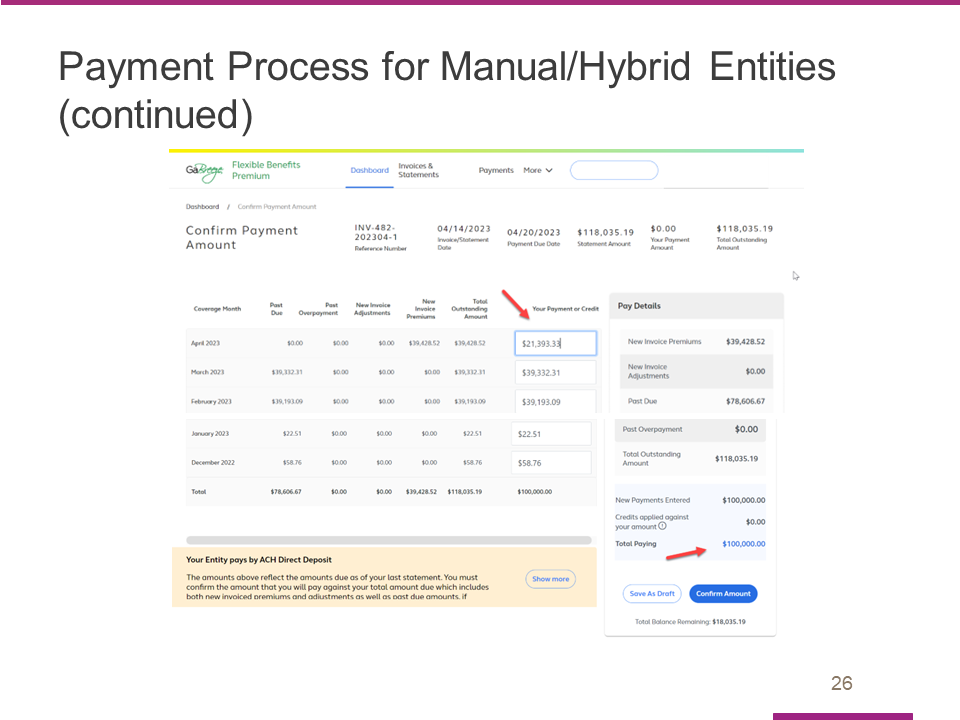 Payment Process for Manual/Hybrid Entities
(continued)
GaBreeze
Flexible Benefits
Premium
Dashboard
Invoices &
Statements
Payments
More
Dashboard / Confirm Payment Amount
Confirm Payment
Amount
INV-482-
202304-1
Reference Number
04/14/2023
Invoice/Statement
Date
04/20/2023
Payment Due Date
$118,035.19
Statement Amount
$0.00
Your Payment
Amount
$118,035.19
Total Outstanding
Amount
Coverage Month
Past
Due
Past
Overpayment
New Invoice
Adjustments
New
Invoice
Premiums
Total
Outstanding
Amount
Your Payment or Credit
April 2023 $0.00 $0.00 $0.00 $39,428.52 $39,428.52 $21,393.33
March 2023 $39,332.31 $0.00 $0.00 $0.00 $39,332.31 $39,332.31
February 2023 $39,193.09 $0.00 $0.00 $0.00 $39,193.09 $39,193.09
January 2023 $22.51 $0.00 $0.00 $0.00 $22.51 $22.51
December 2022 $58.76 $0.00 $0.00 $0.00 $58.76 $58.76
Total $78,606.67 $0.00 $0.00 $39,428.52 $118,035.19 $100,000.00
Your Entity pays by ACH Direct Deposit
The amounts above reflect the amounts due as of your last statement. You must
confirm the amount that you will pay against your total amount due which includes
both new invoiced premiums and adjustments as well as past due amounts, if
Show more
Pay Details
New Invoice Premiums $39,428.52
New Invoice
Adjustments $0.00
Past Due $78,606.67
Past Overpayment $0.00
Total Outstanding
Amount $118,035.19
New Payments Entered $100,000.00
Credits applied against
your amount $0.00
Total Paying $100,000.00
Save As Draft
Confirm Amount
Total Balance Remaining: $18,035.19
26